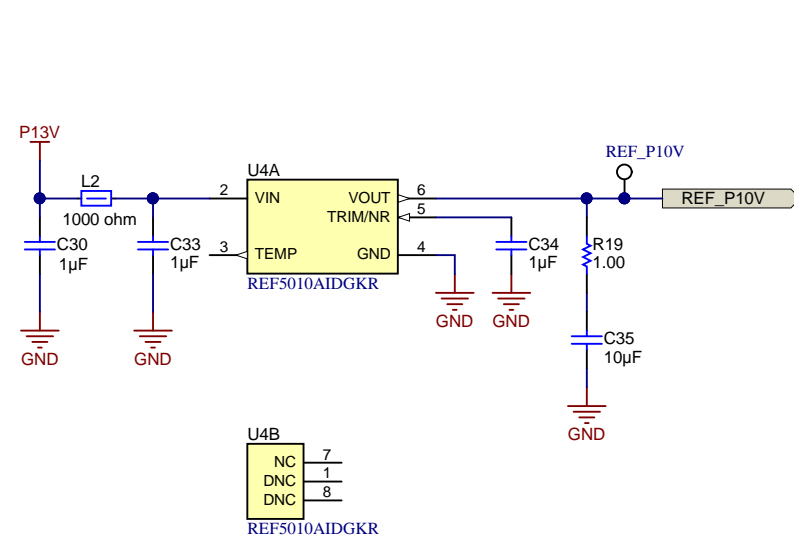 REF_P10V
P13V
L2
1000 ohm
C30
1µF
C33
1µF
GND
GND
U4A
2
VIN
VOUT
6
TRIM/NR
5
3
TEMP
GND
4
REF5010AIDGKR
REF_P10V
C34
1µF
GND
GND
R19
1.00
C35
10µF
GND
U4B
NC
7
DNC
1
DNC
8
REF5010AIDGKR